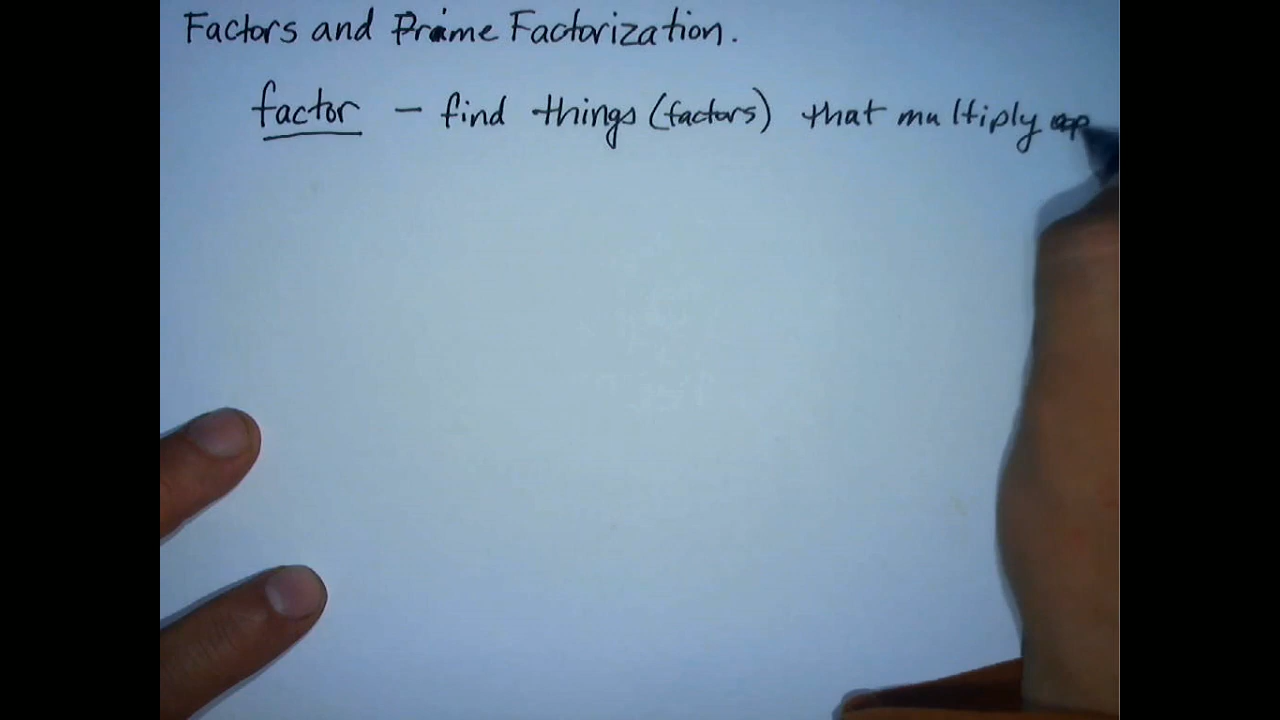 Factors and Prime Factorization.
factor — find things (factors) that multiply